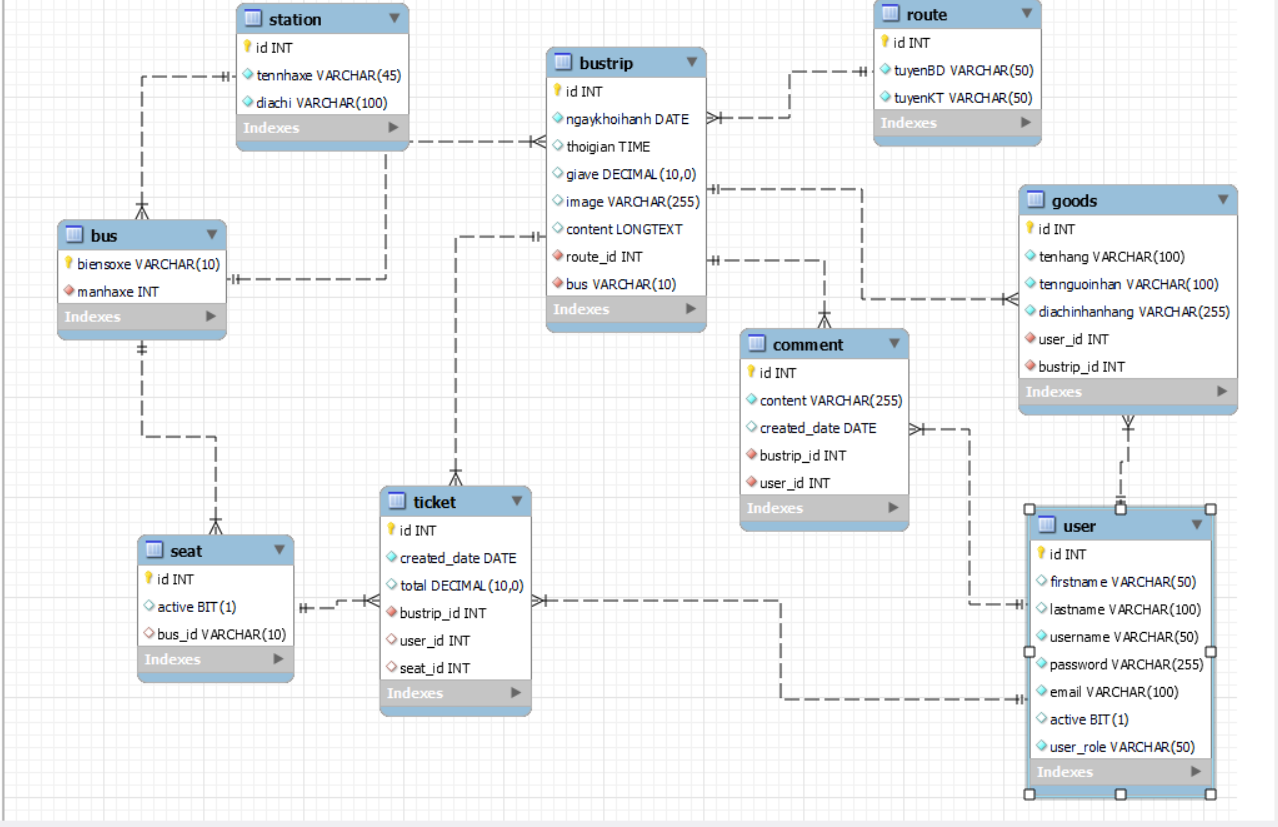 station
id INT
tennhaxe VARCHAR(45)
diachi VARCHAR(100)
Indexes
route
id INT
tuyenBD VARCHAR(50)
tuyenKT VARCHAR(50)
Indexes
bustrip
id INT
ngaykhoihanh DATE
thoigian TIME
giave DECIMAL(10,0)
image VARCHAR(255)
content LONGTEXT
route_id INT
bus VARCHAR(10)
Indexes
goods
id INT
tenhang VARCHAR(100)
tennguoinhan VARCHAR(100)
diachinhanhang VARCHAR(255)
user_id INT
bustrip_id INT
Indexes
bus
biensoxe VARCHAR(10)
manhaxe INT
Indexes
comment
id INT
content VARCHAR(255)
created_date DATE
bustrip_id INT
user_id INT
Indexes
seat
id INT
active BIT(1)
bus_id VARCHAR(10)
Indexes
ticket
id INT
created_date DATE
total DECIMAL(10,0)
bustrip_id INT
user_id INT
seat_id INT
Indexes
user
id INT
firstname VARCHAR(50)
lastname VARCHAR(100)
username VARCHAR(50)
password VARCHAR(255)
email VARCHAR(100)
active BIT(1)
user_role VARCHAR(50)
Indexes